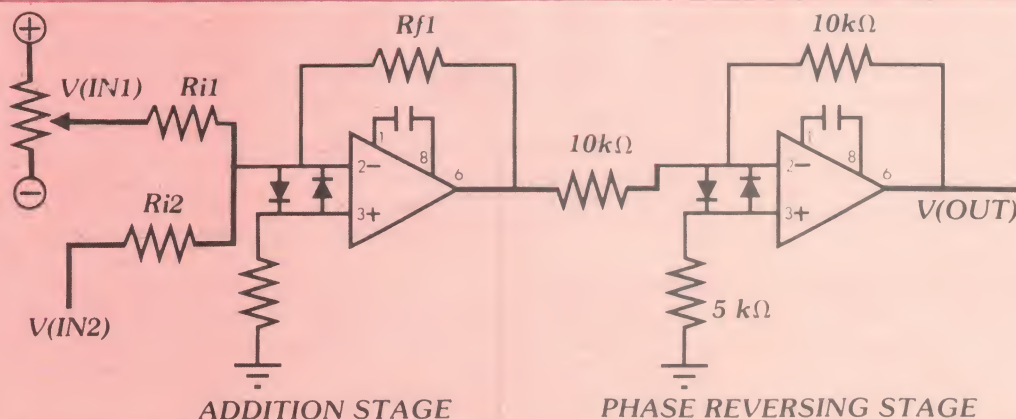 +
V(IN1)
Ri1
Ri2
V(IN2)
Rf1
1
8
2-
6
3+
10kΩ
10kΩ
1
8
2-
6
3+
V(OUT)
5 kΩ
ADDITION STAGE
PHASE REVERSING STAGE